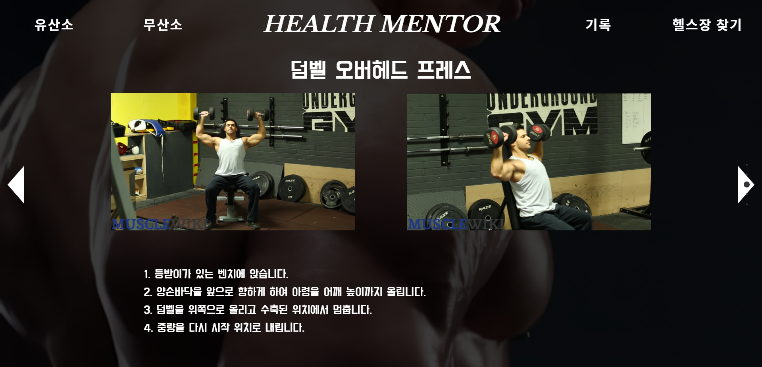 유산소 무산소 HEALTH MENTOR 기록 헬스장 찾기
덤벨 오버헤드 프레스
UNDERGROUND
GYM
UNDERGROUND
GYM
MUSCLEWIKI
MUSCLEWIKI
1. 등받이가 있는 벤치에 앉습니다.
2. 양손바닥을 앞으로 향하게 하여 아령을 어깨 높이까지 올립니다.
3. 덤벨을 위쪽으로 올리고 수축된 위치에서 멈춥니다.
4. 중량을 다시 시작 위치로 내립니다.